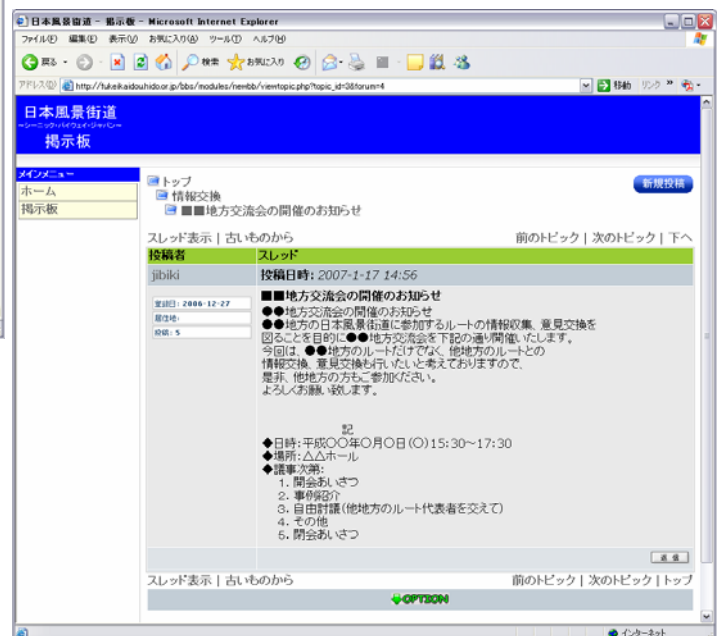 日本風景街道 - 掲示板 - Microsoft Internet Explorer
ファイル(F) 編集(E) 表示(V) お気に入り(A) ツール(T) ヘルプ(H)
戻る 検索 お気に入り
アドレス(D) http://fukeikaidouhido.or.jp/bbs/modules/newbb/viewtopic.php?topic_id=3&forum=4 移動 リンク
日本風景街道
~シーニック・バイウェイ・ジャパン~
掲示板
メインメニュー
ホーム
掲示板
トップ
情報交換
■■地方交流会の開催のお知らせ
新規投稿
スレッド表示 | 古いものから 前のトピック | 次のトピック | 下へ
投稿者 スレッド
jibiki 投稿日時: 2007-1-17 14:56
登録日: 2006-12-27
居住地:
投稿: 5
■■地方交流会の開催のお知らせ
●●地方交流会の開催のお知らせ
●●地方の日本風景街道に参加するルートの情報収集、意見交換を
図ることを目的に●●地方交流会を下記の通り開催いたします。
今回は、●●地方のルートだけでなく、他地方のルートとの
情報交換、意見交換も行いたいと考えておりますので、
是非、他地方の方もご参加ください。
よろしくお願い致します。
記
◆日時:平成○○年○月○日(○)15:30~17:30
◆場所:△△ホール
◆議事次第:
1. 開会あいさつ
2. 事例紹介
3. 自由討議(他地方のルート代表者を交えて)
4. その他
5. 閉会あいさつ
返信
スレッド表示 | 古いものから 前のトピック | 次のトピック | トップ
OPTION
インターネット